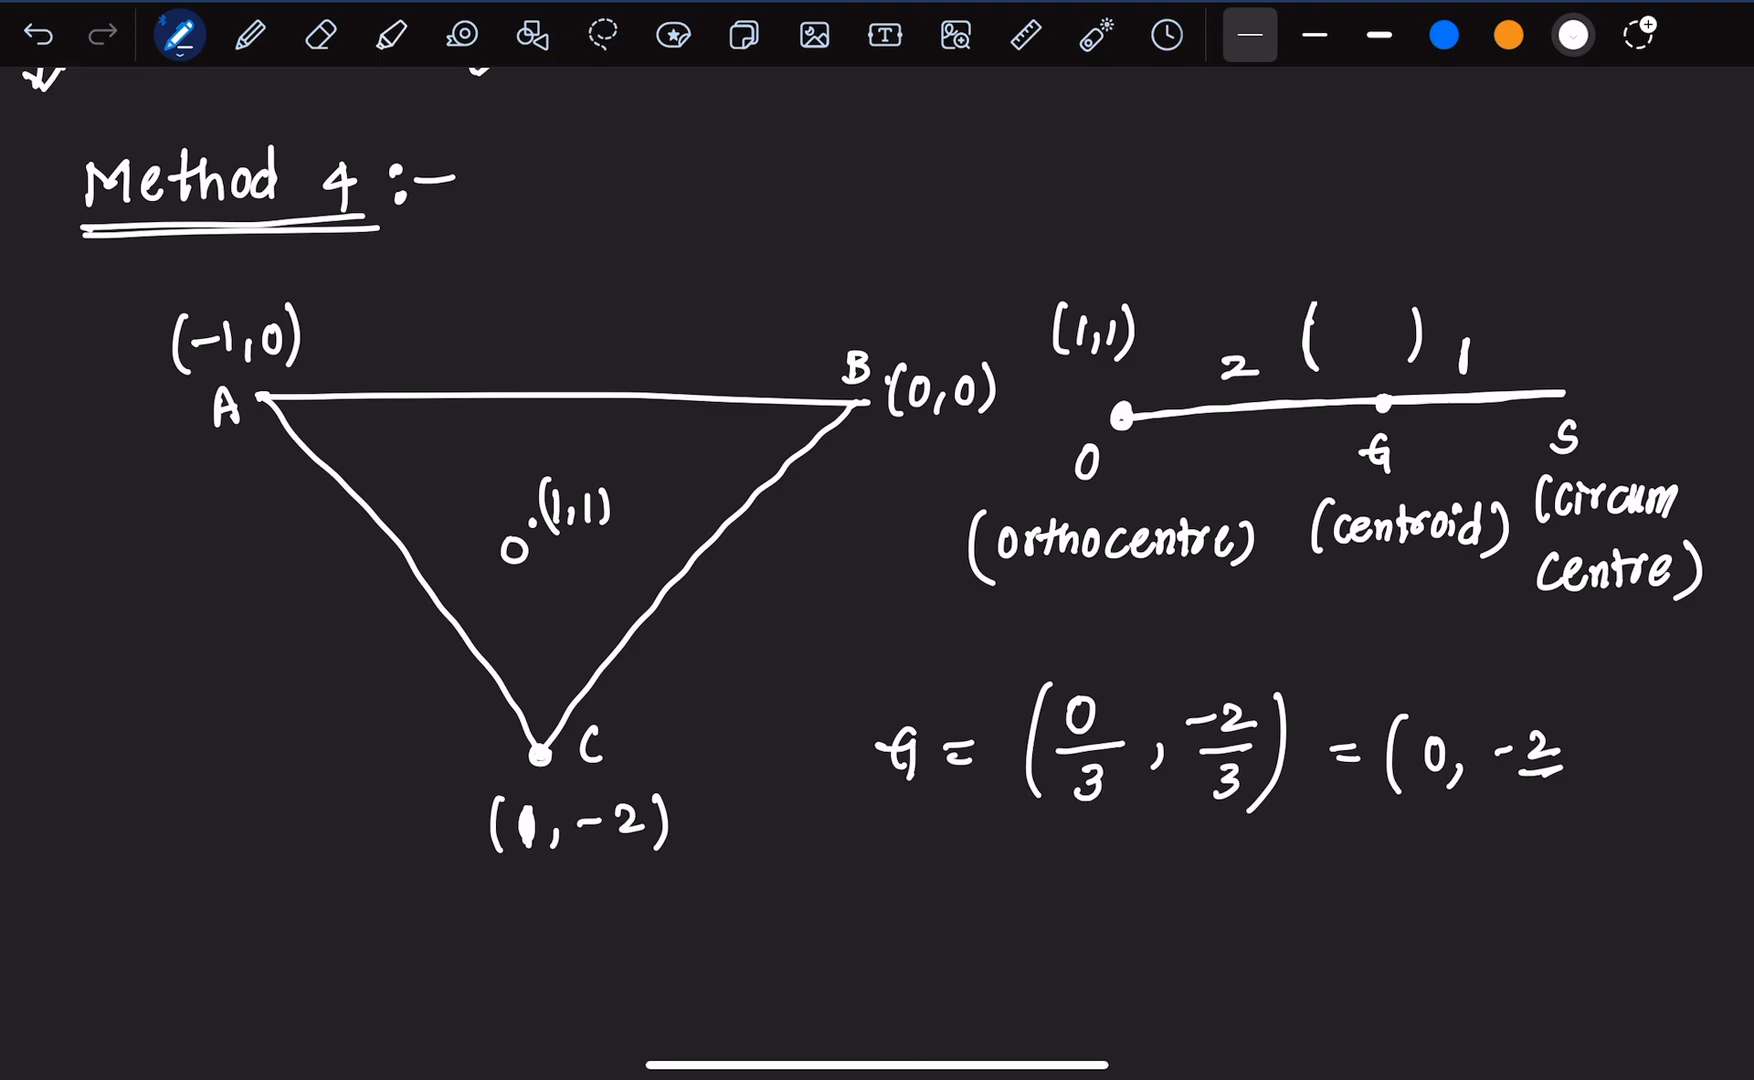 Method 4 :-
(-1,0)
A
B (0,0)
O (1,1)
C
(1, -2)
(1,1) 2 ( ) 1
O G S
(orthocentre) (centroid) (circum
centre)
G = (0/3, -2/3) = (0, -2